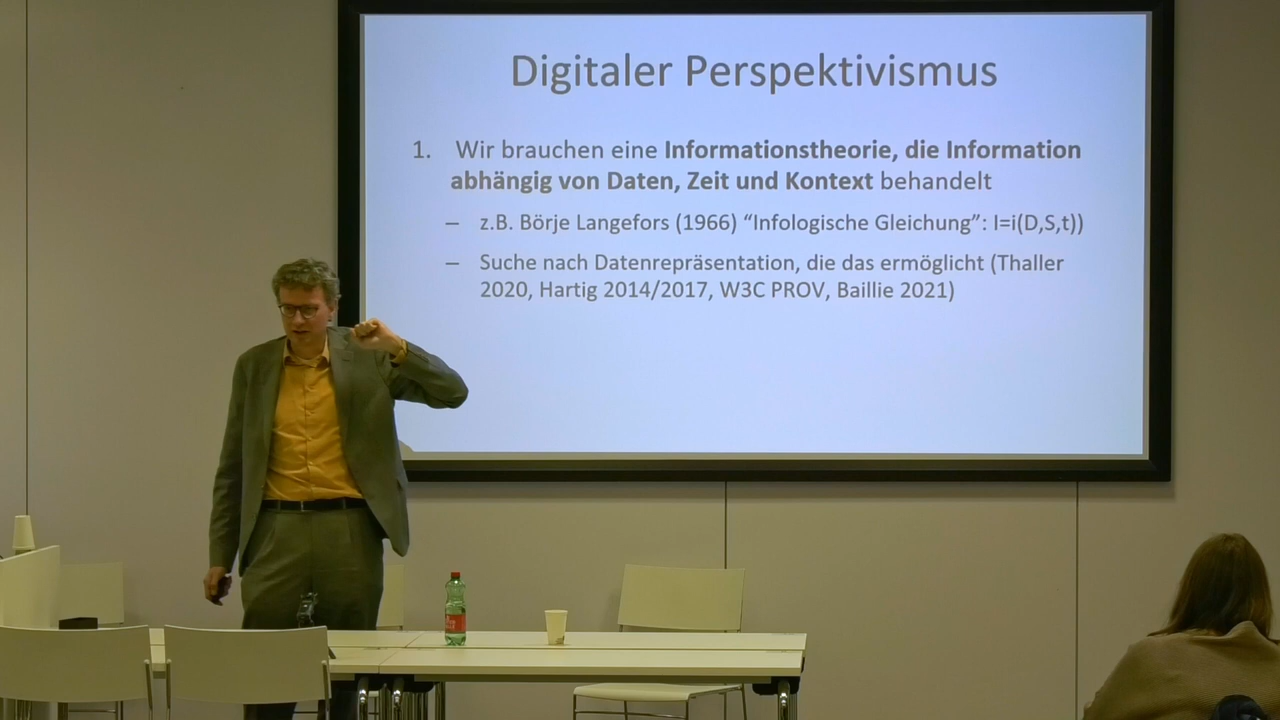 Digitaler Perspektivismus
1. Wir brauchen eine Informationstheorie, die Information
abhängig von Daten, Zeit und Kontext behandelt
– z.B. Börje Langefors (1966) “Infologische Gleichung”: I=i(D,S,t))
– Suche nach Datenrepräsentation, die das ermöglicht (Thaller
2020, Hartig 2014/2017, W3C PROV, Baillie 2021)